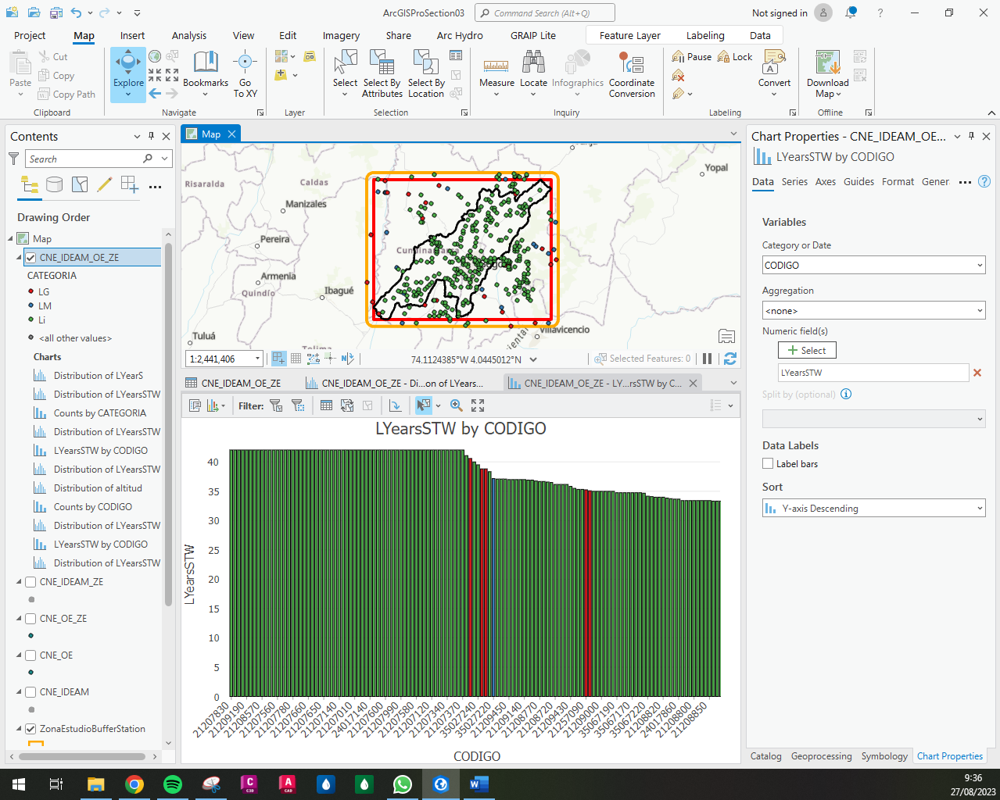 ArcGISProSection03
Command Search (Alt+Q)
Not signed in
?
Project
Map
Insert
Analysis
View
Edit
Imagery
Share
Arc Hydro
GRAIP Lite
Feature Layer
Labeling
Data
Paste
Cut
Copy
Copy Path
Clipboard
Explore
Bookmarks
Go
To XY
Navigate
Layer
Select
Select By
Attributes
Select By
Location
Selection
Measure
Locate
Infographics
Coordinate
Conversion
Inquiry
Pause
Lock
Convert
Labeling
Download
Map
Offline
Contents
Search
Drawing Order
Map
CNE_IDEAM_OE_ZE
CATEGORIA
LG
LM
Li
<all other values>
Charts
Distribution of LYearS
Distribution of LYearsSTW
Counts by CATEGORIA
Distribution of LYearsSTW
LYearsSTW by CODIGO
Distribution of LYearsSTW
Distribution of altitud
Counts by CODIGO
Distribution of LYearsSTW
LYearsSTW by CODIGO
Distribution of LYearsSTW
CNE_IDEAM_ZE
CNE_OE_ZE
CNE_OE
CNE_IDEAM
ZonaEstudioBufferStation
Map
Risaralda
Caldas
Manizales
Pereira
Armenia
Quindío
Ibagué
Tuluá
Tolima
Yopal
Villavicencio
1:2,441,406
74.1124385°W 4.0445012°N
Selected Features: 0
CNE_IDEAM_OE_ZE
CNE_IDEAM_OE_ZE - Di...on of LYears...
CNE_IDEAM_OE_ZE - LY...rsSTW by C...
Filter:
LYearsSTW by CODIGO
LYearsSTW
40
35
30
25
20
15
10
5
0
21207830
21209190
21208570
21207560
21207780
21207660
21207650
21207140
21207010
24017140
21207600
21207990
21207580
21207120
21207340
21207370
35027240
35027220
21209450
21209140
21208770
21208720
21209430
21257090
21209000
35067190
35067170
35067220
21208820
24017860
21208800
21208850
CODIGO
Chart Properties - CNE_IDEAM_OE...
LYearsSTW by CODIGO
Data
Series
Axes
Guides
Format
Genera
?
Variables
Category or Date
CODIGO
Aggregation
<none>
Numeric field(s)
Select
LYearsSTW
Split by (optional)
Data Labels
Label bars
Sort
Y-axis Descending
Catalog
Geoprocessing
Symbology
Chart Properties
9:36
27/08/2023